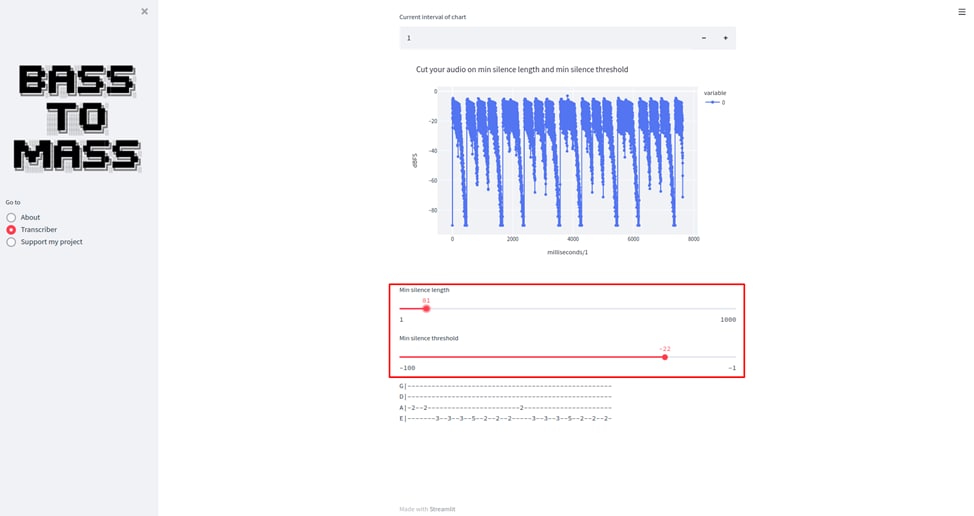 BASS
TO
MASS
Go to
About
Transcriber
Support my project
Current interval of chart
1
− +
Cut your audio on min silence length and min silence threshold
variable
0
dBFS
0
−20
−40
−60
−80
0 2000 4000 6000 8000
milliseconds/1
Min silence length
81
1 1000
Min silence threshold
-22
-100 -1
G|---------------------------------------------------
D|---------------------------------------------------
A|-2--2-----------------------2----------------------
E|-------3--3--3--5--2--2--2-----3--3--3--5--2--2--2-
Made with Streamlit